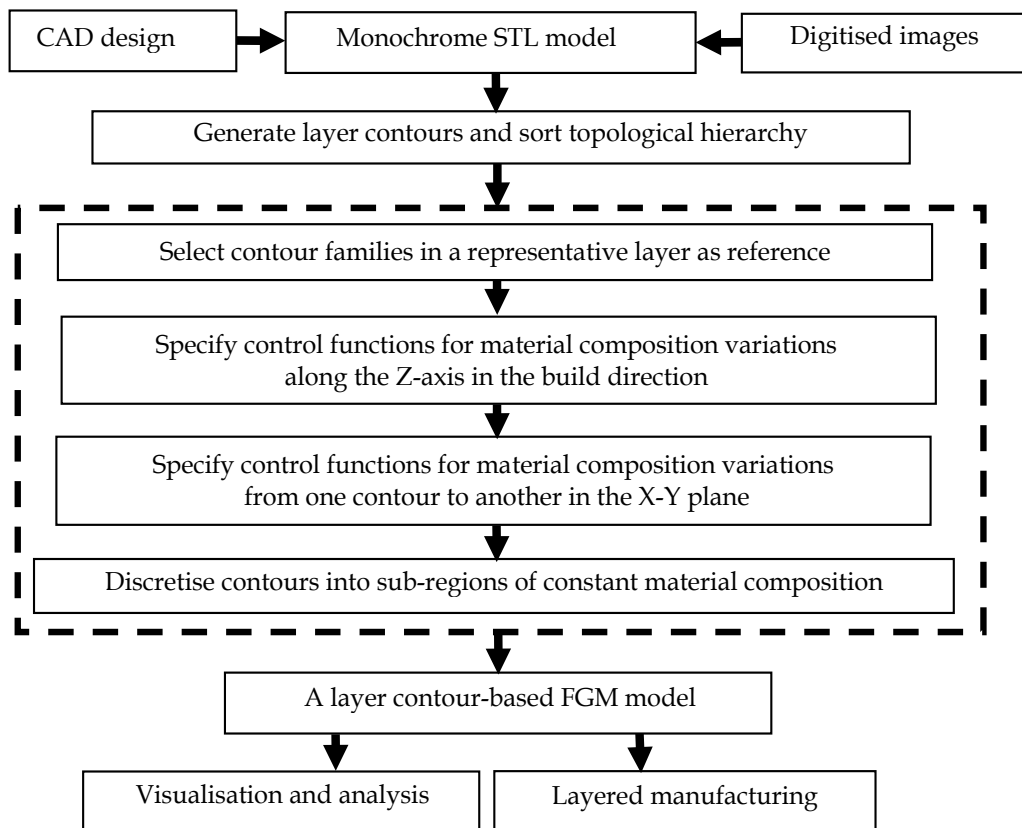 CAD design
Monochrome STL model
Digitised images
Generate layer contours and sort topological hierarchy
Select contour families in a representative layer as reference
Specify control functions for material composition variations
along the Z-axis in the build direction
Specify control functions for material composition variations
from one contour to another in the X-Y plane
Discretise contours into sub-regions of constant material composition
A layer contour-based FGM model
Visualisation and analysis
Layered manufacturing